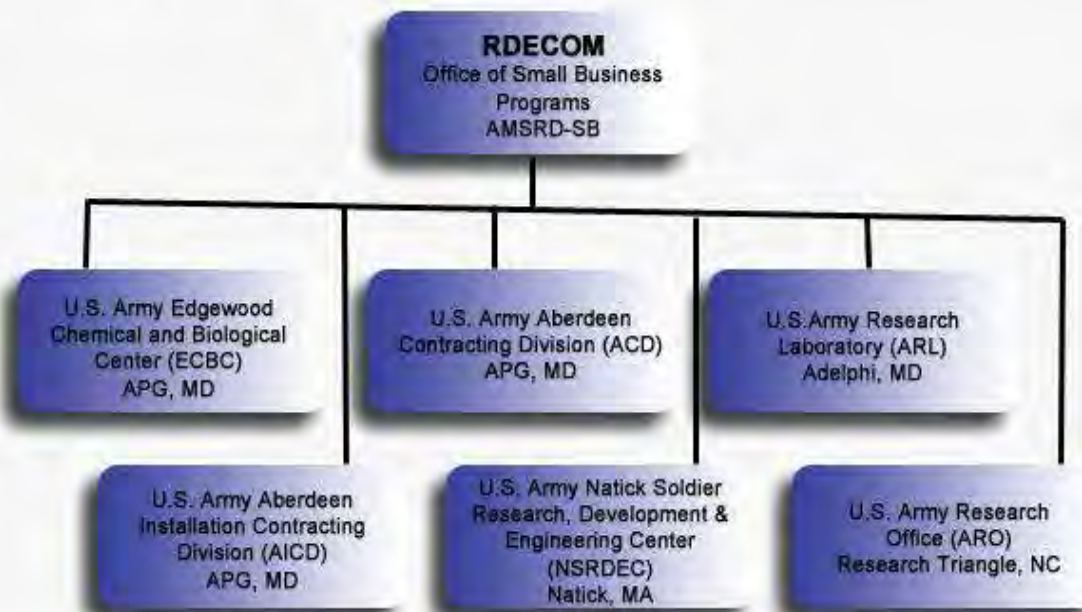 RDECOM
Office of Small Business
Programs
AMSRD-SB
U.S. Army Edgewood
Chemical and Biological
Center (ECBC)
APG, MD
U.S. Army Aberdeen
Contracting Division (ACD)
APG, MD
U.S.Army Research
Laboratory (ARL)
Adelphi, MD
U.S. Army Aberdeen
Installation Contracting
Division (AICD)
APG, MD
U.S. Army Natick Soldier
Research, Development &
Engineering Center
(NSRDEC)
Natick, MA
U.S. Army Research
Office (ARO)
Research Triangle, NC